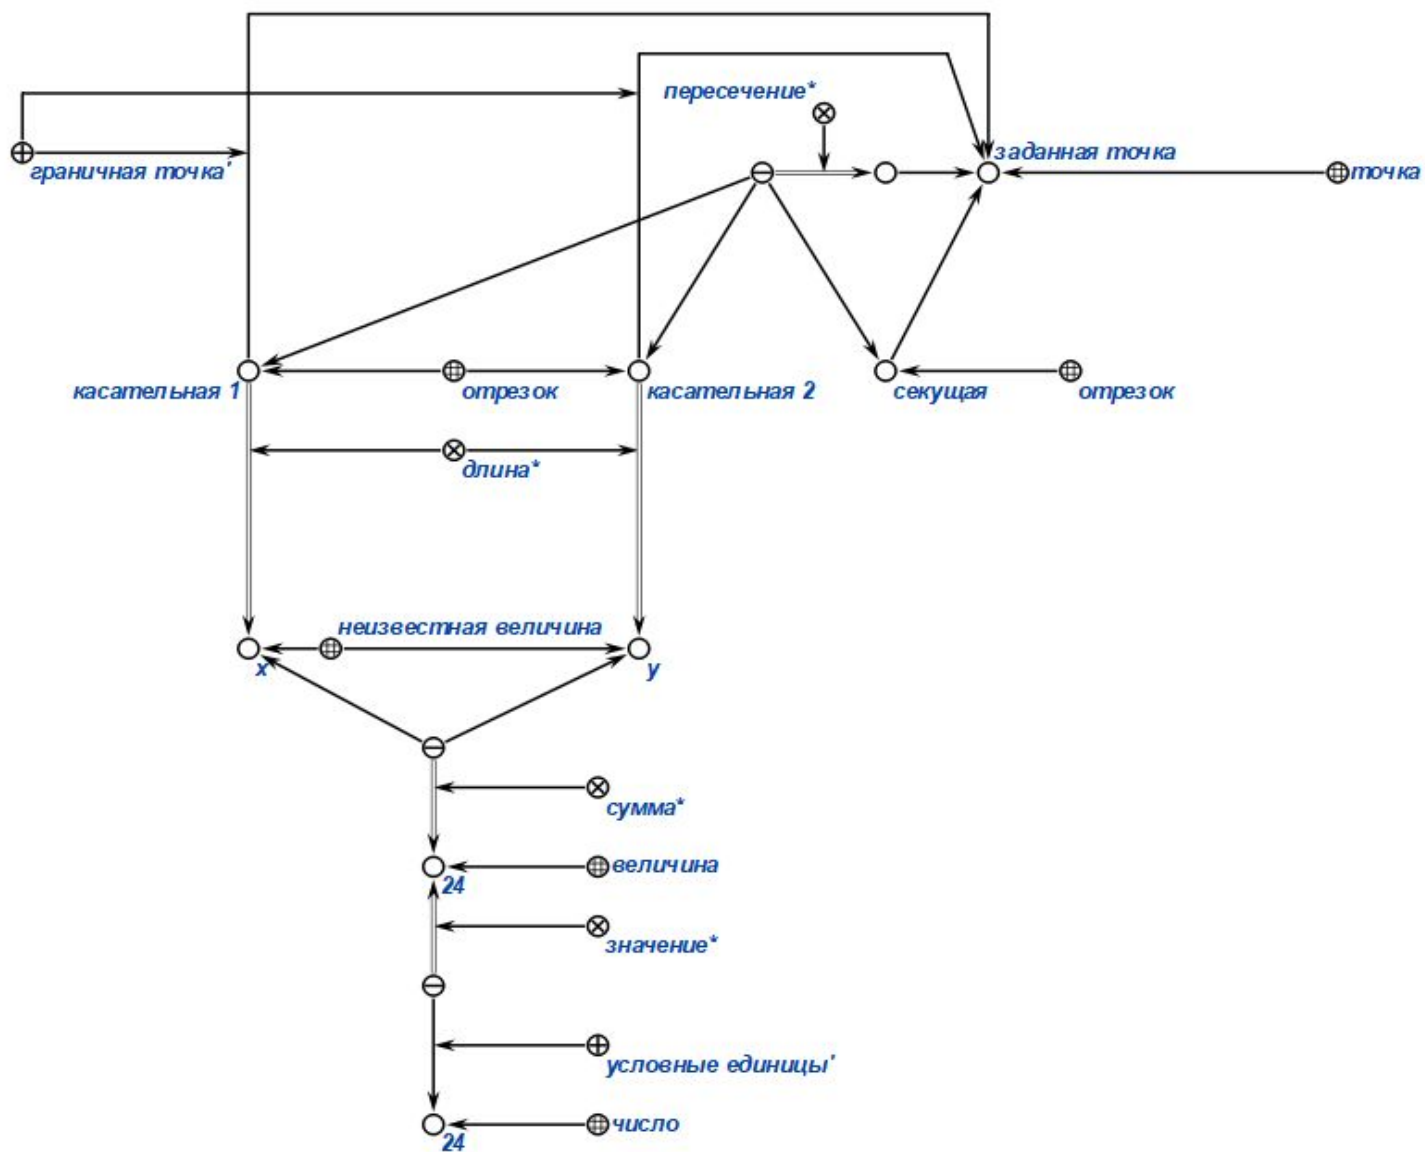 пересечение*
граничная точка'
заданная точка
точка
касательная 1
отрезок
касательная 2
секущая
отрезок
длина*
неизвестная величина
x
y
сумма*
величина
24
значение*
условные единицы'
число
24